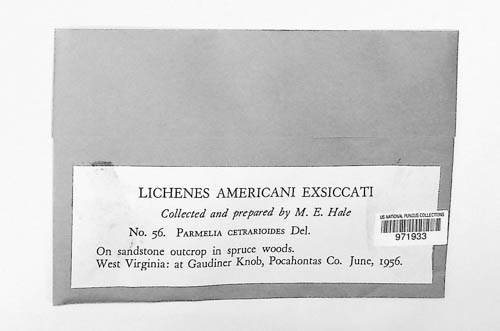 LICHENES AMERICANI EXSICCATI
Collected and prepared by M. E. Hale
No. 56. PARMELIA CETRARIOIDES Del.
On sandstone outcrop in spruce woods.
West Virginia: at Gaudiner Knob, Pocahontas Co. June, 1956.
US NATIONAL FUNGUS COLLECTIONS
971933